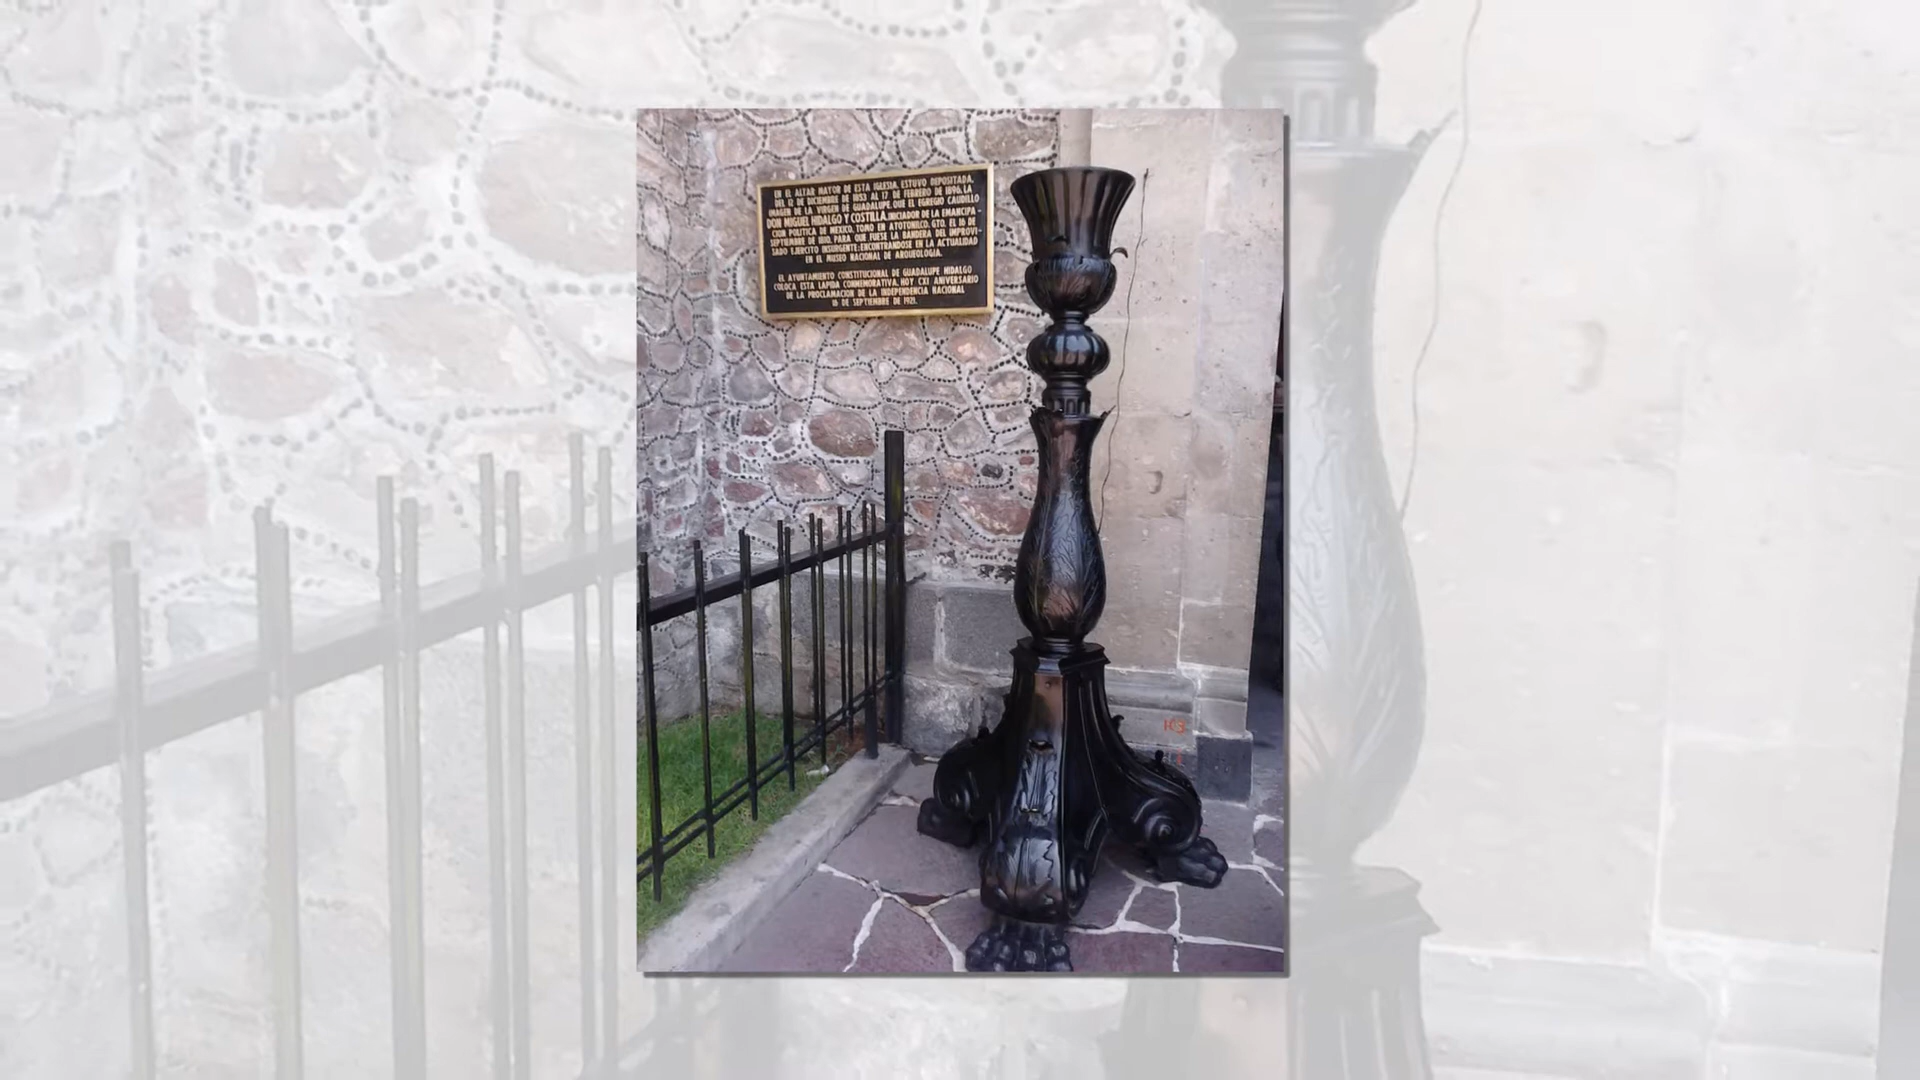 EN EL ALTAR MAYOR DE ESTA IGLESIA, ESTUVO DEPOSITADA,
DEL 12 DE DICIEMBRE DE 1853 AL 17 DE FEBRERO DE 1896, LA
IMAGEN DE LA VIRGEN DE GUADALUPE, QUE EL EGREGIO CAUDILLO
DON MIGUEL HIDALGO Y COSTILLA, INICIADOR DE LA EMANCIPA-
CION POLITICA DE MEXICO, TOMO EN ATOTONILCO, GTO. EL 16 DE
SEPTIEMBRE DE 1810, PARA QUE FUESE LA BANDERA DEL IMPROVI-
SADO EJERCITO INSURGENTE; ENCONTRANDOSE EN LA ACTUALIDAD
EN EL MUSEO NACIONAL DE ARQUEOLOGIA.
EL AYUNTAMIENTO CONSTITUCIONAL DE GUADALUPE HIDALGO
COLOCA ESTA LAPIDA CONMEMORATIVA, HOY CXI ANIVERSARIO
DE LA PROCLAMACION DE LA INDEPENDENCIA NACIONAL
16 DE SEPTIEMBRE DE 1921.